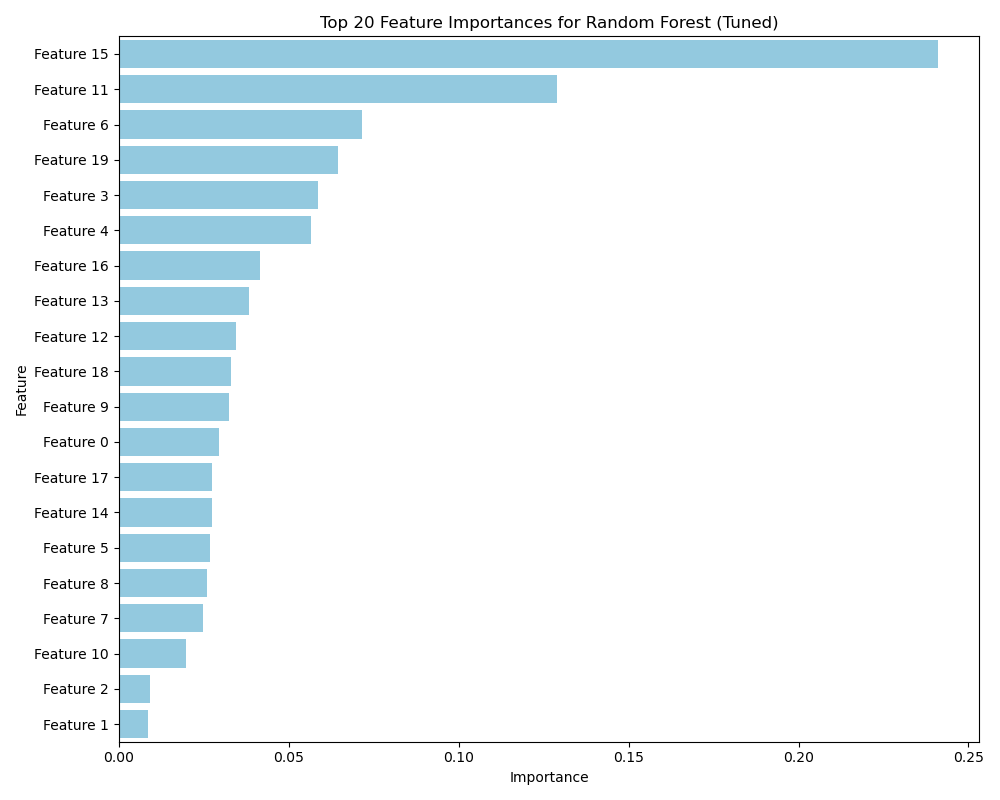 Top 20 Feature Importances for Random Forest (Tuned)
Feature 15
Feature 11
Feature 6
Feature 19
Feature 3
Feature 4
Feature 16
Feature 13
Feature 12
Feature 18
Feature 9
Feature 0
Feature 17
Feature 14
Feature 5
Feature 8
Feature 7
Feature 10
Feature 2
Feature 1
Feature
0.00 0.05 0.10 0.15 0.20 0.25
Importance